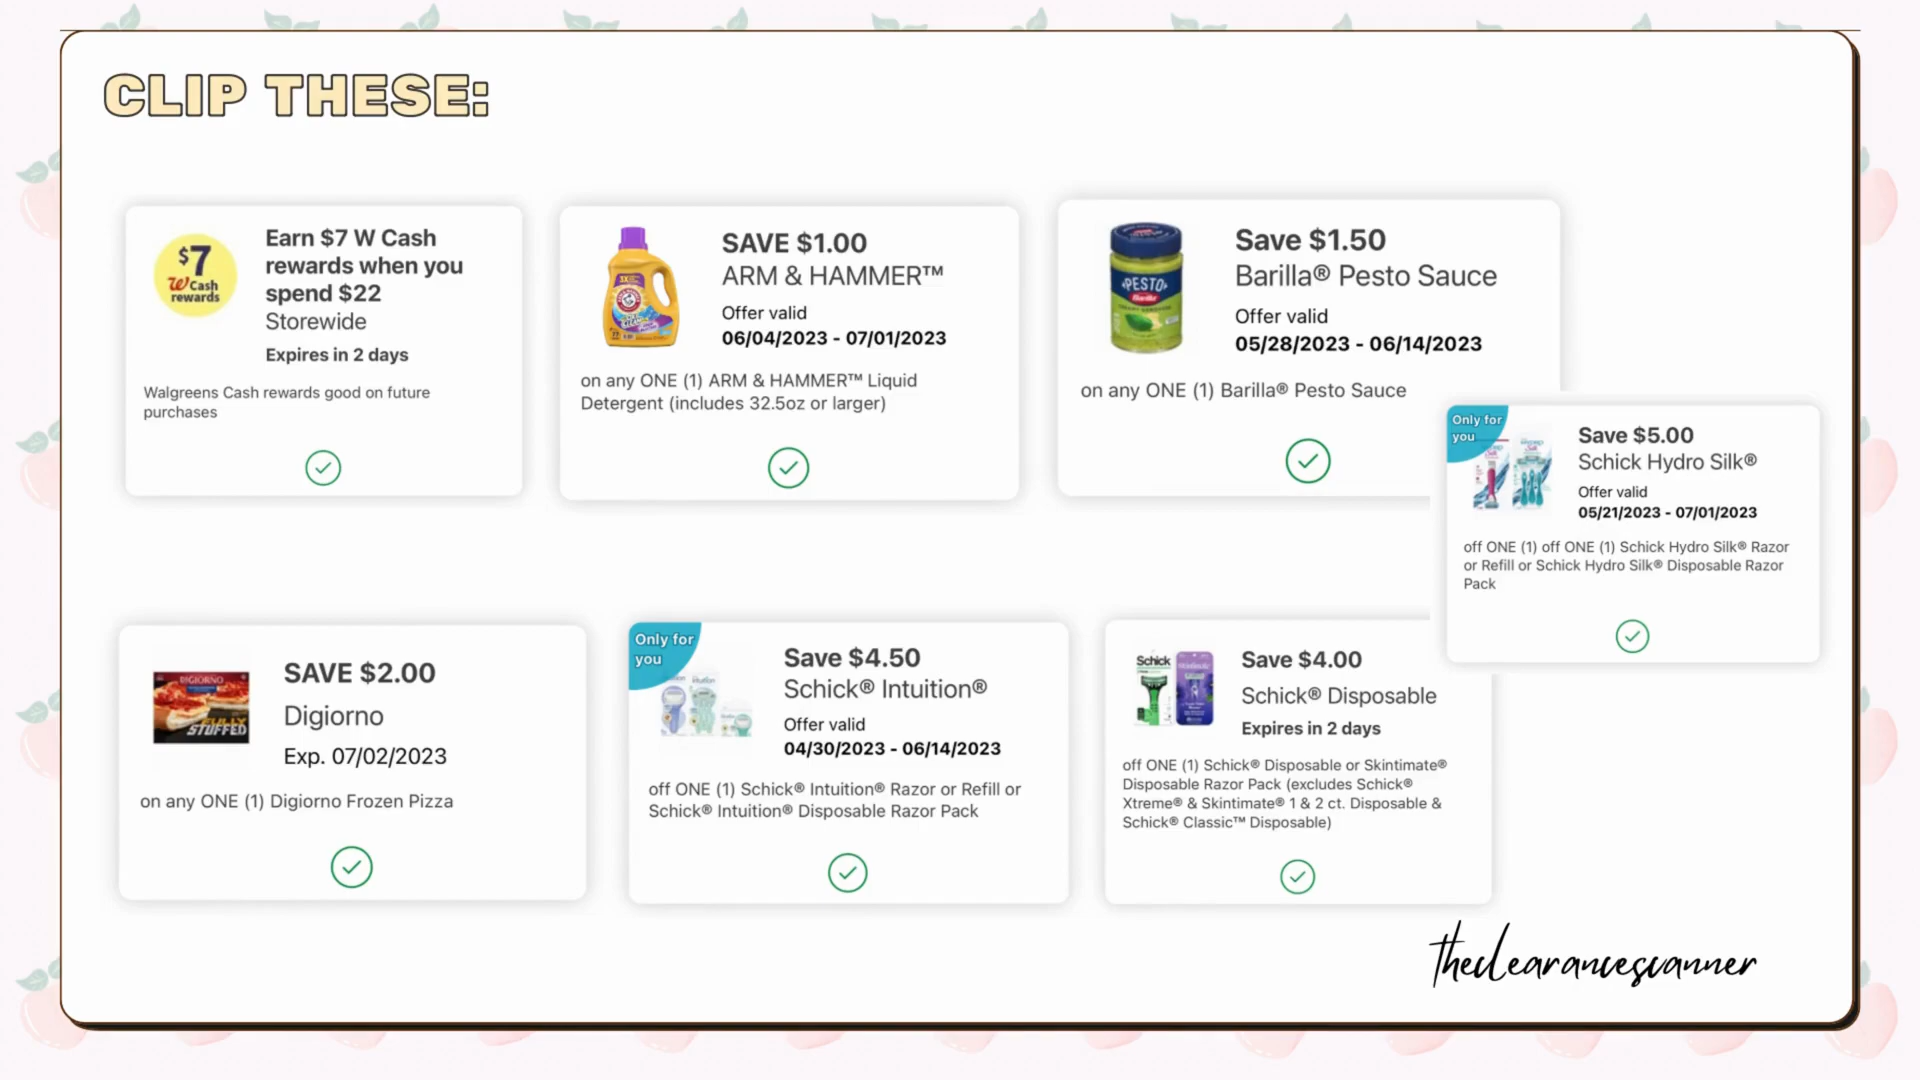 CLIP THESE:
$7
W Cash
rewards
Earn $7 W Cash
rewards when you
spend $22
Storewide
Expires in 2 days
Walgreens Cash rewards good on future
purchases
SAVE $1.00
ARM & HAMMER™
Offer valid
06/04/2023 - 07/01/2023
on any ONE (1) ARM & HAMMER™ Liquid
Detergent (includes 32.5oz or larger)
PESTO
Barilla
Save $1.50
Barilla® Pesto Sauce
Offer valid
05/28/2023 - 06/14/2023
on any ONE (1) Barilla® Pesto Sauce
Only for
you
Save $5.00
Schick Hydro Silk®
Offer valid
05/21/2023 - 07/01/2023
off ONE (1) off ONE (1) Schick Hydro Silk® Razor
or Refill or Schick Hydro Silk® Disposable Razor
Pack
DIGIORNO
FULLY
STUFFED
SAVE $2.00
Digiorno
Exp. 07/02/2023
on any ONE (1) Digiorno Frozen Pizza
Only for
you
Save $4.50
Schick® Intuition®
Offer valid
04/30/2023 - 06/14/2023
off ONE (1) Schick® Intuition® Razor or Refill or
Schick® Intuition® Disposable Razor Pack
Schick
Save $4.00
Schick® Disposable
Expires in 2 days
off ONE (1) Schick® Disposable or Skintimate®
Disposable Razor Pack (excludes Schick®
Xtreme® & Skintimate® 1 & 2 ct. Disposable &
Schick® Classic™ Disposable)
theclearancescanner